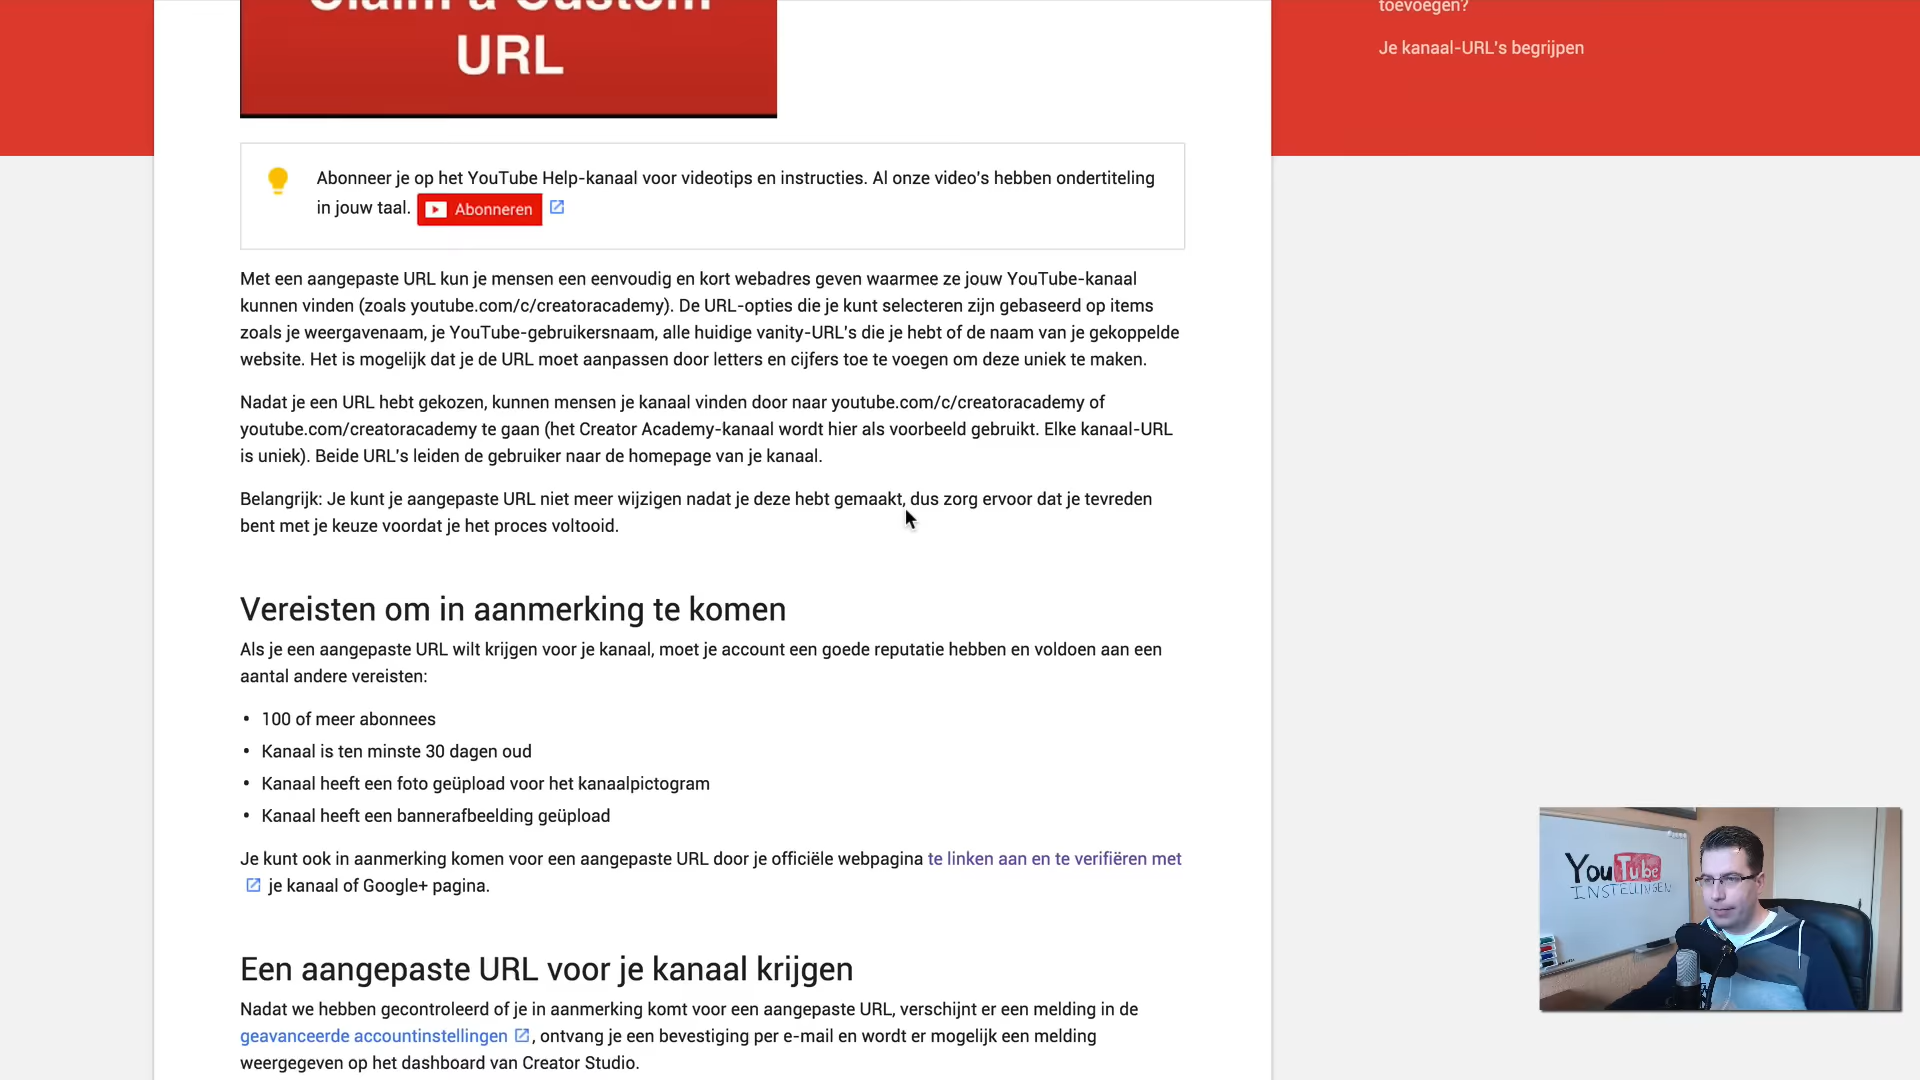 toevoegen?
Je kanaal-URL's begrijpen
Claim a Custom
URL
Abonneer je op het YouTube Help-kanaal voor videotips en instructies. Al onze video's hebben ondertiteling
in jouw taal. Abonneren
Met een aangepaste URL kun je mensen een eenvoudig en kort webadres geven waarmee ze jouw YouTube-kanaal
kunnen vinden (zoals youtube.com/c/creatoracademy). De URL-opties die je kunt selecteren zijn gebaseerd op items
zoals je weergavenaam, je YouTube-gebruikersnaam, alle huidige vanity-URL's die je hebt of de naam van je gekoppelde
website. Het is mogelijk dat je de URL moet aanpassen door letters en cijfers toe te voegen om deze uniek te maken.
Nadat je een URL hebt gekozen, kunnen mensen je kanaal vinden door naar youtube.com/c/creatoracademy of
youtube.com/creatoracademy te gaan (het Creator Academy-kanaal wordt hier als voorbeeld gebruikt. Elke kanaal-URL
is uniek). Beide URL's leiden de gebruiker naar de homepage van je kanaal.
Belangrijk: Je kunt je aangepaste URL niet meer wijzigen nadat je deze hebt gemaakt, dus zorg ervoor dat je tevreden
bent met je keuze voordat je het proces voltooid.
Vereisten om in aanmerking te komen
Als je een aangepaste URL wilt krijgen voor je kanaal, moet je account een goede reputatie hebben en voldoen aan een
aantal andere vereisten:
• 100 of meer abonnees
• Kanaal is ten minste 30 dagen oud
• Kanaal heeft een foto geüpload voor het kanaalpictogram
• Kanaal heeft een bannerafbeelding geüpload
Je kunt ook in aanmerking komen voor een aangepaste URL door je officiële webpagina te linken aan en te verifiëren met
je kanaal of Google+ pagina.
Een aangepaste URL voor je kanaal krijgen
Nadat we hebben gecontroleerd of je in aanmerking komt voor een aangepaste URL, verschijnt er een melding in de
geavanceerde accountinstellingen , ontvang je een bevestiging per e-mail en wordt er mogelijk een melding
weergegeven op het dashboard van Creator Studio.
YouTube
INSTELLINGEN